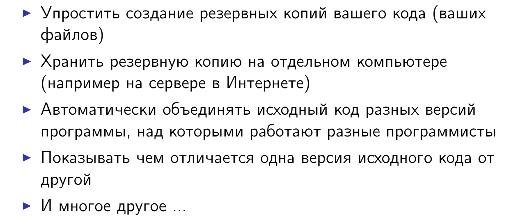 Упростить создание резервных копий вашего кода (ваших
файлов)
Хранить резервную копию на отдельном компьютере
(например на сервере в Интернете)
Автоматически объединять исходный код разных версий
программы, над которыми работают разные программисты
Показывать чем отличается одна версия исходного кода от
другой
И многое другое ...